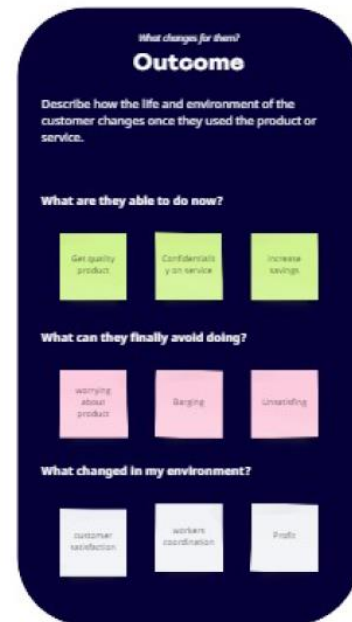 What changes for them?
Outcome
Describe how the life and environment of the
customer changes once they used the product or
service.
What are they able to do now?
Get quality
product
Confidentialit
y on service
increase
savings
What can they finally avoid doing?
worrying
about
product
Barging
Unsatisfing
What changed in my environment?
customer
satisfaction
workers
coordination
Profit